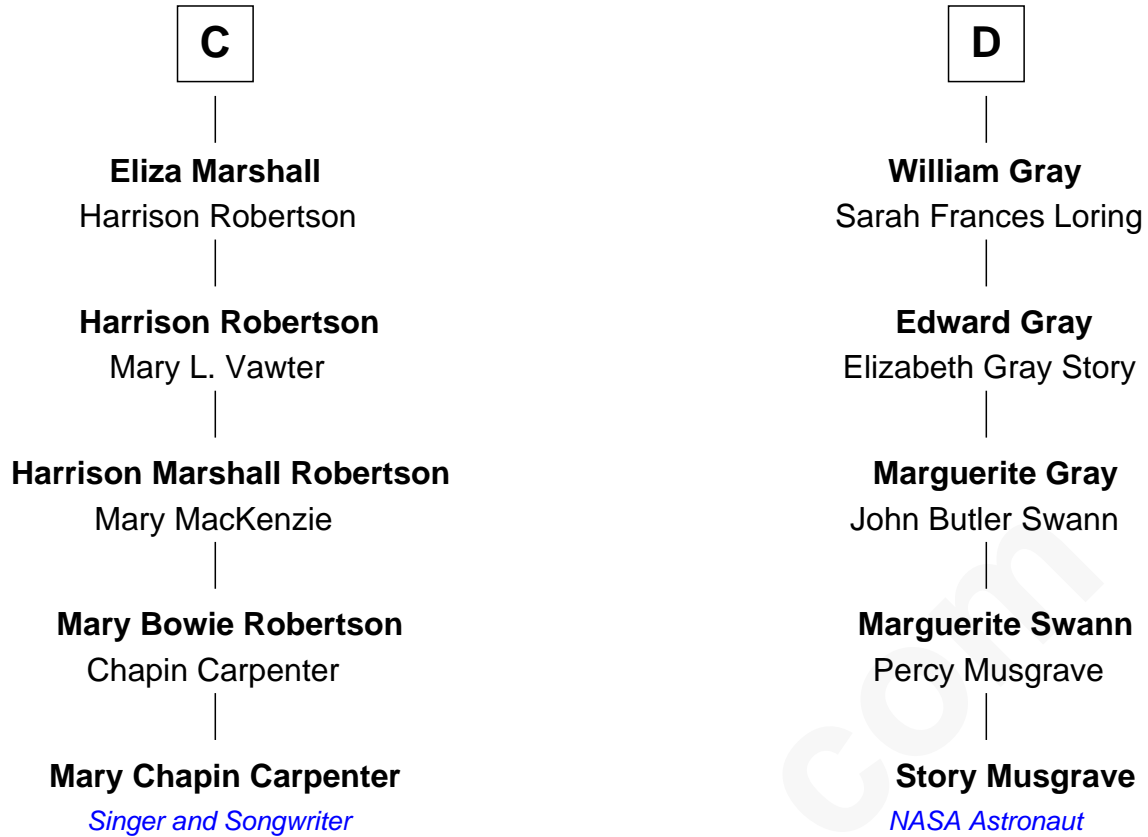 C
Eliza Marshall
Harrison Robertson
Harrison Robertson
Mary L. Vawter
Harrison Marshall Robertson
Mary MacKenzie
Mary Bowie Robertson
Chapin Carpenter
Mary Chapin Carpenter
Singer and Songwriter
D
William Gray
Sarah Frances Loring
Edward Gray
Elizabeth Gray Story
Marguerite Gray
John Butler Swann
Marguerite Swann
Percy Musgrave
Story Musgrave
NASA Astronaut
com